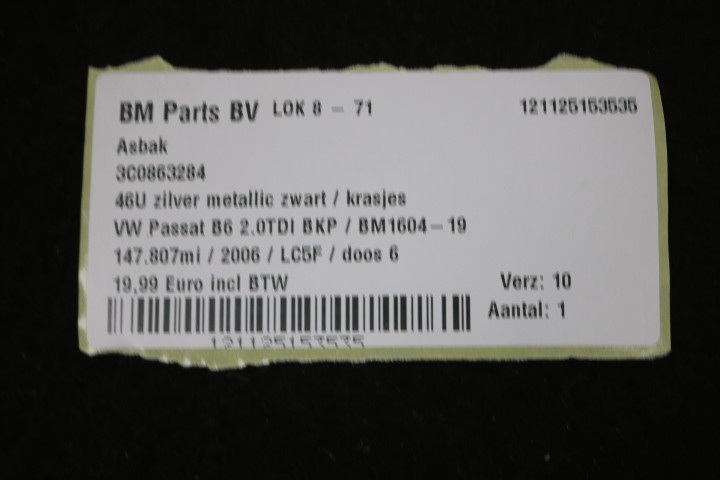 BM Parts BV LOK 8 - 71 121125153535
Asbak
3C0863284
46U zilver metallic zwart / krasjes
VW Passat B6 2.0TDI BKP / BM1604-19
147.807mi / 2006 / LC5F / doos 6
19,99 Euro incl BTW Verz: 10
Aantal: 1
121125153535